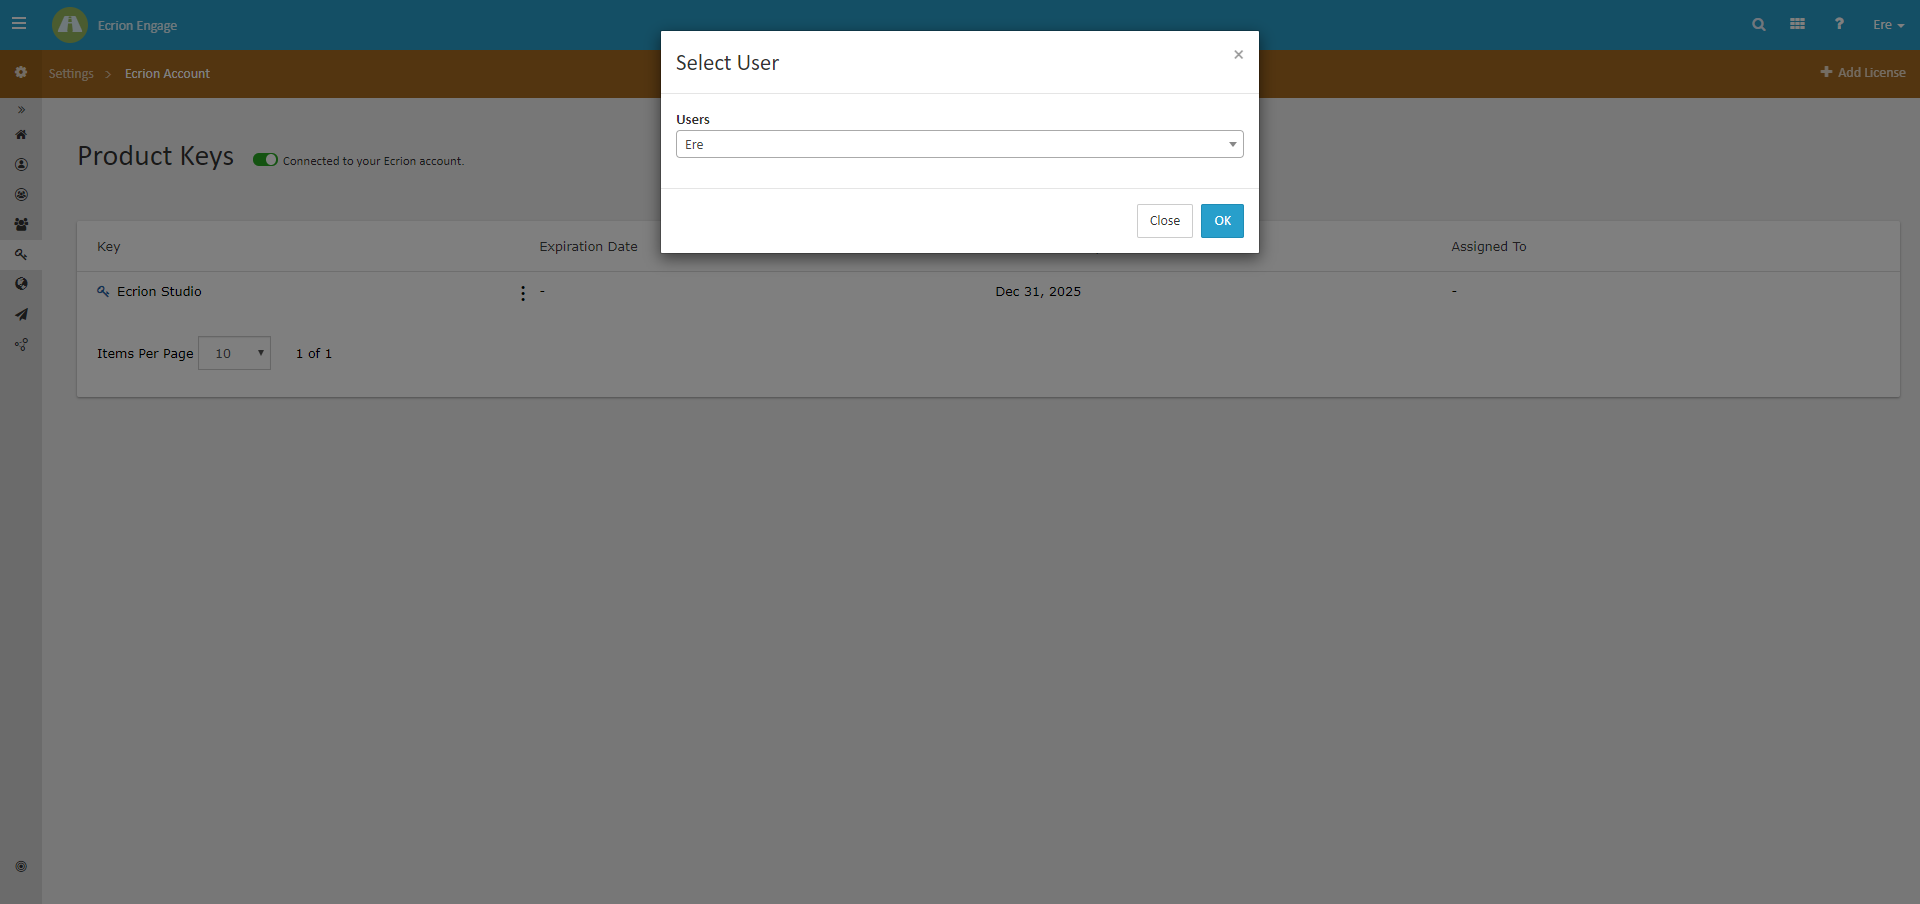 Ecrion Engage
Ere
Settings > Ecrion Account
+ Add License
Select User
×
Users
Ere
Close
OK
Product Keys
Connected to your Ecrion account.
Key
Expiration Date
Assigned To
Ecrion Studio
-
Dec 31, 2025
-
Items Per Page
10
1 of 1